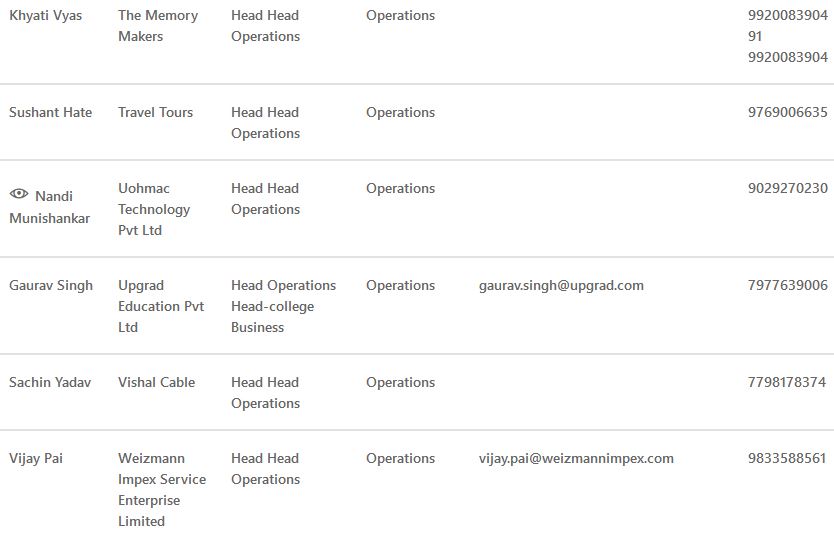 Khyati Vyas The Memory Head Head Operations 9920083904
Makers Operations 91
9920083904
Sushant Hate Travel Tours Head Head Operations 9769006635
Operations
Nandi Uohmac Head Head Operations 9029270230
Munishankar Technology Operations
Pvt Ltd
Gaurav Singh Upgrad Head Operations Operations gaurav.singh@upgrad.com 7977639006
Education Pvt Head-college
Ltd Business
Sachin Yadav Vishal Cable Head Head Operations 7798178374
Operations
Vijay Pai Weizmann Head Head Operations vijay.pai@weizmannimpex.com 9833588561
Impex Service Operations
Enterprise
Limited